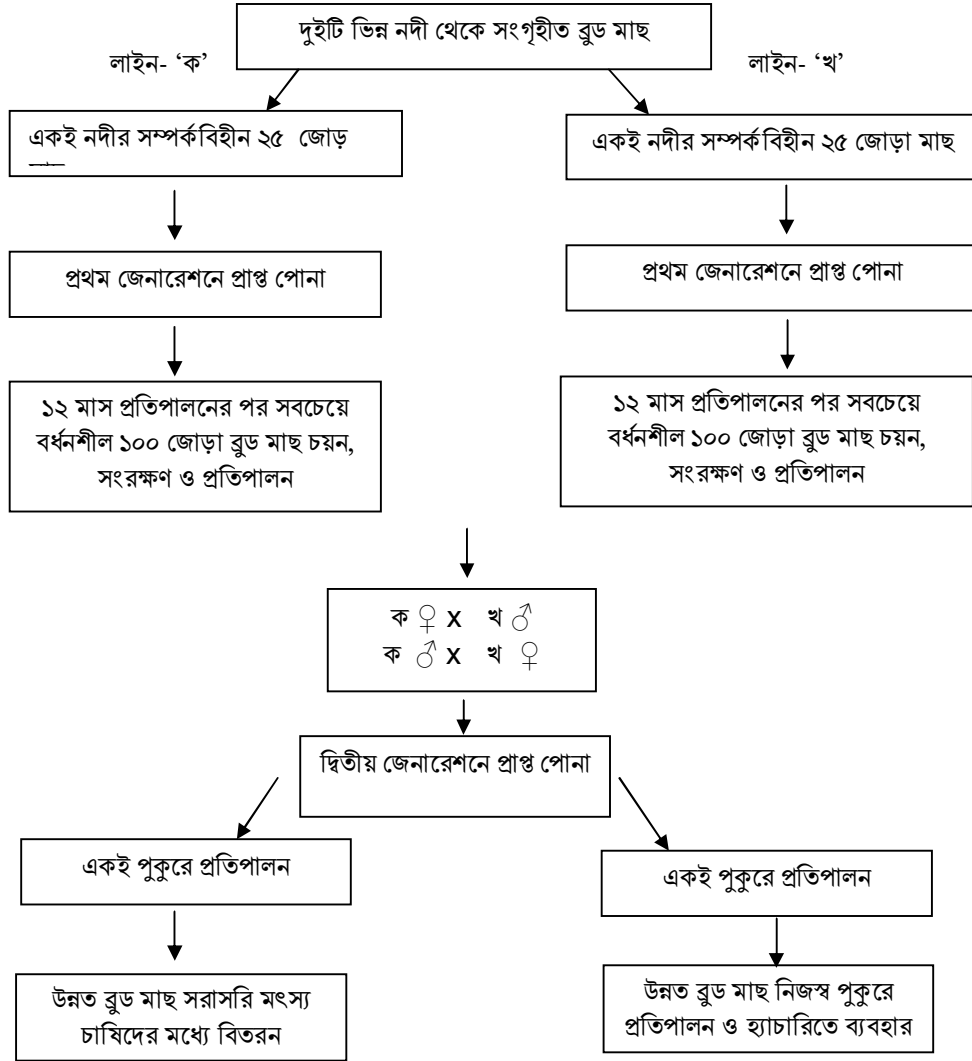 দুইটি ভিন্ন নদী থেকে সংগৃহীত ব্রুড মাছ
লাইন- ‘ক’
লাইন- ‘খ’
একই নদীর সম্পর্কবিহীন ২৫ জোড়
একই নদীর সম্পর্কবিহীন ২৫ জোড়া মাছ
প্রথম জেনারেশনে প্রাপ্ত পোনা
প্রথম জেনারেশনে প্রাপ্ত পোনা
১২ মাস প্রতিপালনের পর সবচেয়ে
বর্ধনশীল ১০০ জোড়া ব্রুড মাছ চয়ন,
সংরক্ষণ ও প্রতিপালন
১২ মাস প্রতিপালনের পর সবচেয়ে
বর্ধনশীল ১০০ জোড়া ব্রুড মাছ চয়ন,
সংরক্ষণ ও প্রতিপালন
ক ♀ x খ ♂
ক ♂ x খ ♀
দ্বিতীয় জেনারেশনে প্রাপ্ত পোনা
একই পুকুরে প্রতিপালন
একই পুকুরে প্রতিপালন
উন্নত ব্রুড মাছ সরাসরি মৎস্য
চাষিদের মধ্যে বিতরন
উন্নত ব্রুড মাছ নিজস্ব পুকুরে
প্রতিপালন ও হ্যাচারিতে ব্যবহার